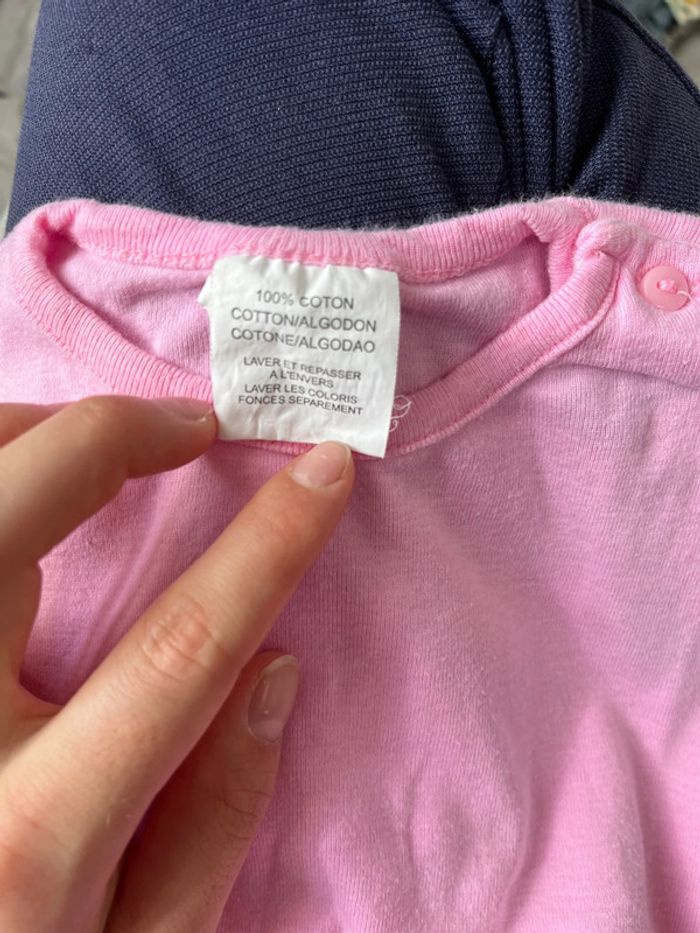 100% COTON
COTTON/ALGODON
COTONE/ALGODAO
LAVER ET REPASSER
A L'ENVERS
LAVER LES COLORIS
FONCES SEPAREMENT